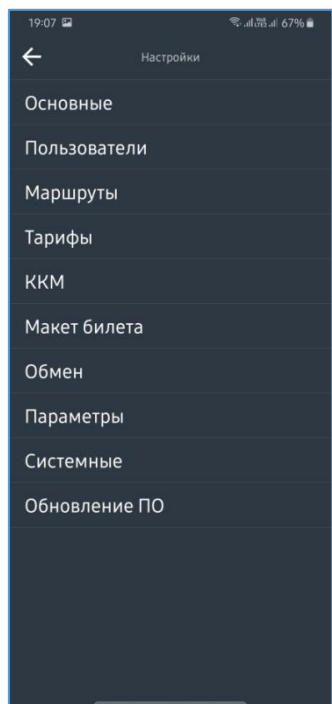 19:07 67%
Настройки
Основные
Пользователи
Маршруты
Тарифы
ККМ
Макет билета
Обмен
Параметры
Системные
Обновление ПО